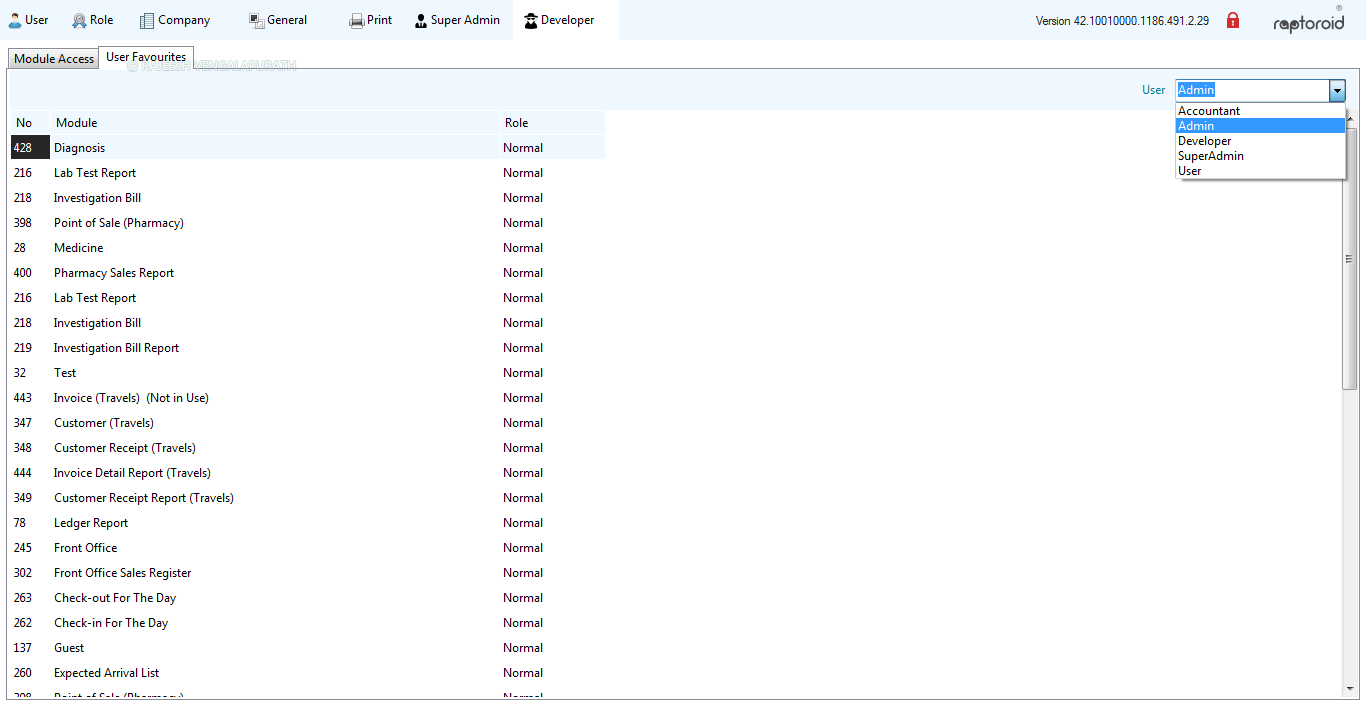 User Role Company General Print Super Admin Developer Version 42.10010000.1186.491.2.29 raptoroid ®
Module Access User Favourites
© RAJEESH VENGALAPURATH
User Admin
Accountant
Admin
Developer
SuperAdmin
User
No Module Role
428 Diagnosis Normal
216 Lab Test Report Normal
218 Investigation Bill Normal
398 Point of Sale (Pharmacy) Normal
28 Medicine Normal
400 Pharmacy Sales Report Normal
216 Lab Test Report Normal
218 Investigation Bill Normal
219 Investigation Bill Report Normal
32 Test Normal
443 Invoice (Travels)  (Not in Use) Normal
347 Customer (Travels) Normal
348 Customer Receipt (Travels) Normal
444 Invoice Detail Report (Travels) Normal
349 Customer Receipt Report (Travels) Normal
78 Ledger Report Normal
245 Front Office Normal
302 Front Office Sales Register Normal
263 Check-out For The Day Normal
262 Check-in For The Day Normal
137 Guest Normal
260 Expected Arrival List Normal
398 Point of Sale (Pharmacy) Normal